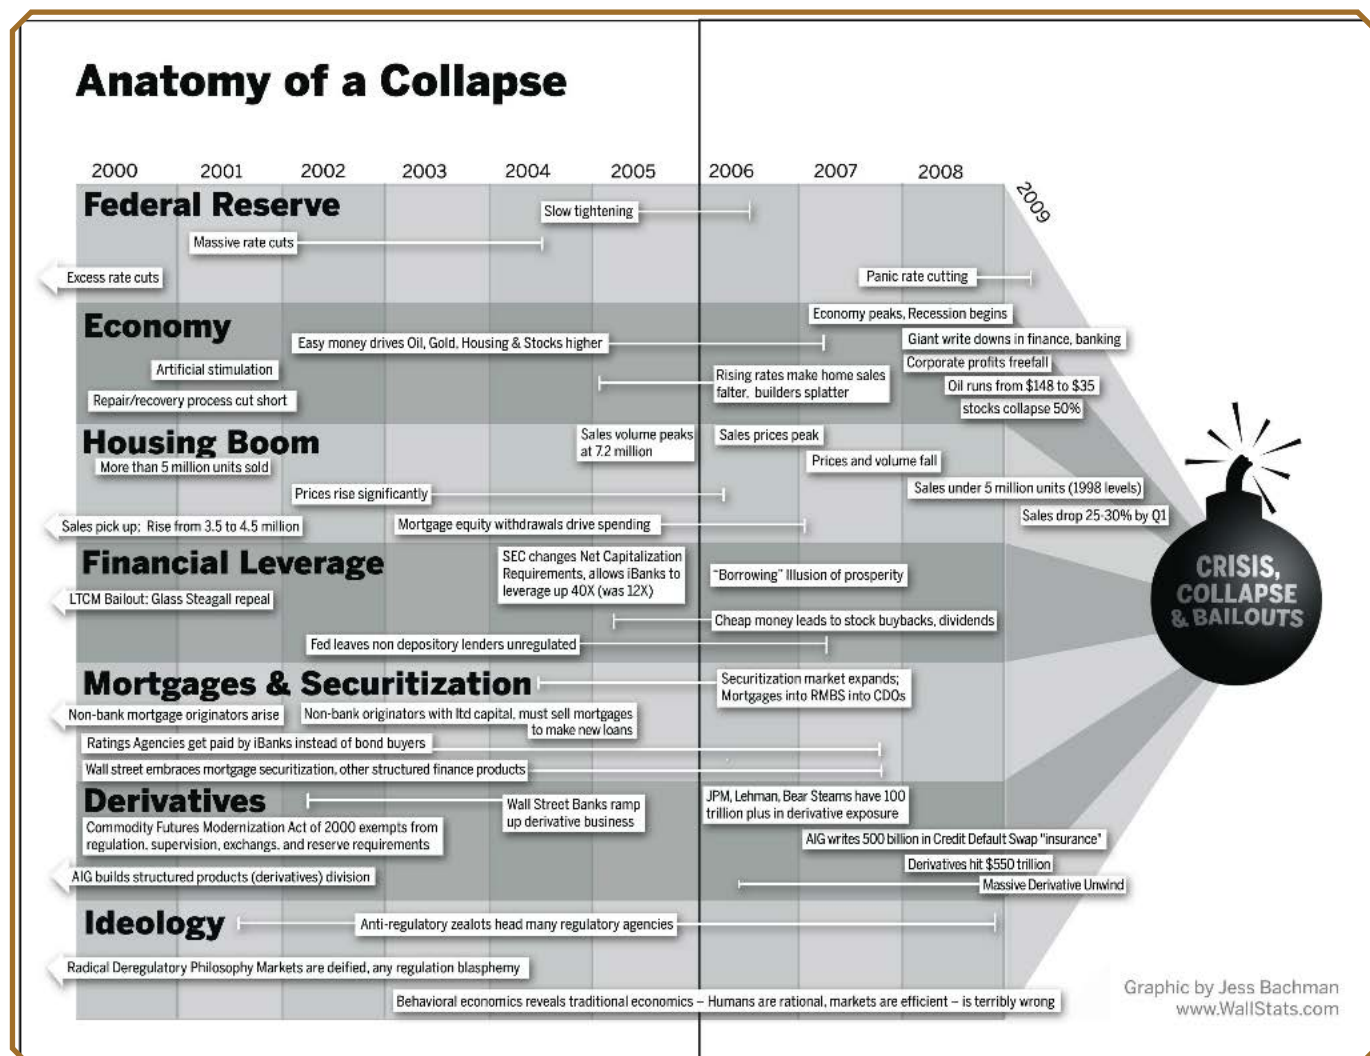 Anatomy of a Collapse
2000 2001 2002 2003 2004 2005 2006 2007 2008 2009
Federal Reserve
Slow tightening
Massive rate cuts
Excess rate cuts
Panic rate cutting
Economy
Economy peaks, Recession begins
Easy money drives Oil, Gold, Housing & Stocks higher
Giant write downs in finance, banking
Corporate profits freefall
Artificial stimulation
Rising rates make home sales
falter, builders splatter
Oil runs from $148 to $35
Repair/recovery process cut short
stocks collapse 50%
Housing Boom
Sales volume peaks
at 7.2 million
Sales prices peak
More than 5 million units sold
Prices and volume fall
Prices rise significantly
Sales under 5 million units (1998 levels)
Sales pick up; Rise from 3.5 to 4.5 million
Mortgage equity withdrawals drive spending
Sales drop 25-30% by Q1
Financial Leverage
SEC changes Net Capitalization
Requirements, allows iBanks to
leverage up 40X (was 12X)
"Borrowing" Illusion of prosperity
LTCM Bailout: Glass Steagall repeal
Cheap money leads to stock buybacks, dividends
Fed leaves non depository lenders unregulated
Mortgages & Securitization
Securitization market expands;
Mortgages into RMBS into CDOs
Non-bank mortgage originators arise
Non-bank originators with ltd capital, must sell mortgages
to make new loans
Ratings Agencies get paid by iBanks instead of bond buyers
Wall street embraces mortgage securitization, other structured finance products
Derivatives
Wall Street Banks ramp
up derivative business
JPM, Lehman, Bear Stearns have 100
trillion plus in derivative exposure
Commodity Futures Modernization Act of 2000 exempts from
regulation, supervision, exchang. and reserve requirements
AIG writes 500 billion in Credit Default Swap "insurance"
Derivatives hit $550 trillion
AIG builds structured products (derivatives) division
Massive Derivative Unwind
Ideology
Anti-regulatory zealots head many regulatory agencies
Radical Deregulatory Philosophy Markets are deified, any regulation blasphemy
Behavioral economics reveals traditional economics – Humans are rational, markets are efficient – is terribly wrong
CRISIS,
COLLAPSE
& BAILOUTS
Graphic by Jess Bachman
www.WallStats.com